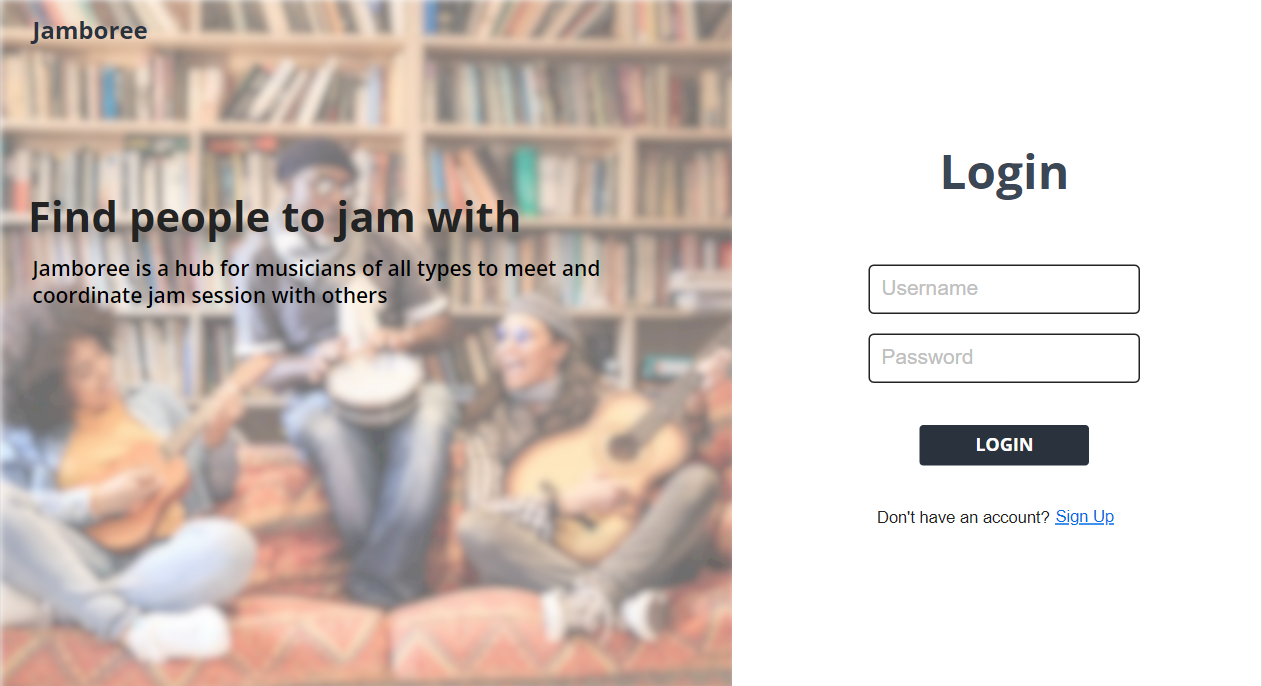 Jamboree
Find people to jam with
Jamboree is a hub for musicians of all types to meet and
coordinate jam session with others
Login
Username
Password
LOGIN
Don't have an account? Sign Up